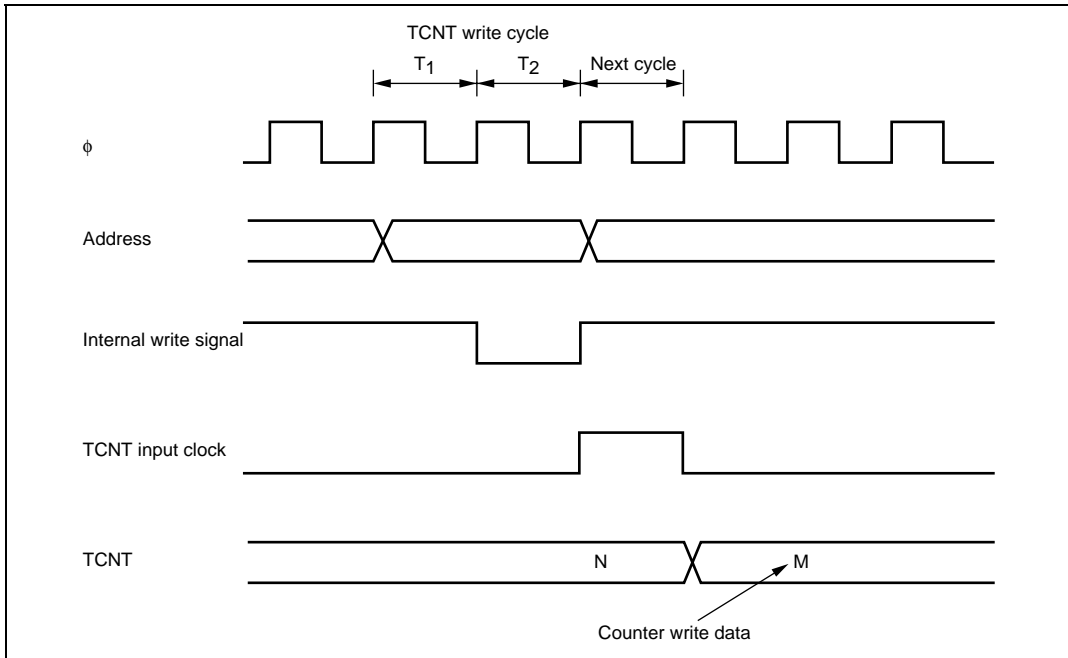 TCNT write cycle
T1 T2 Next cycle
ϕ
Address
Internal write signal
TCNT input clock
TCNT N M
Counter write data